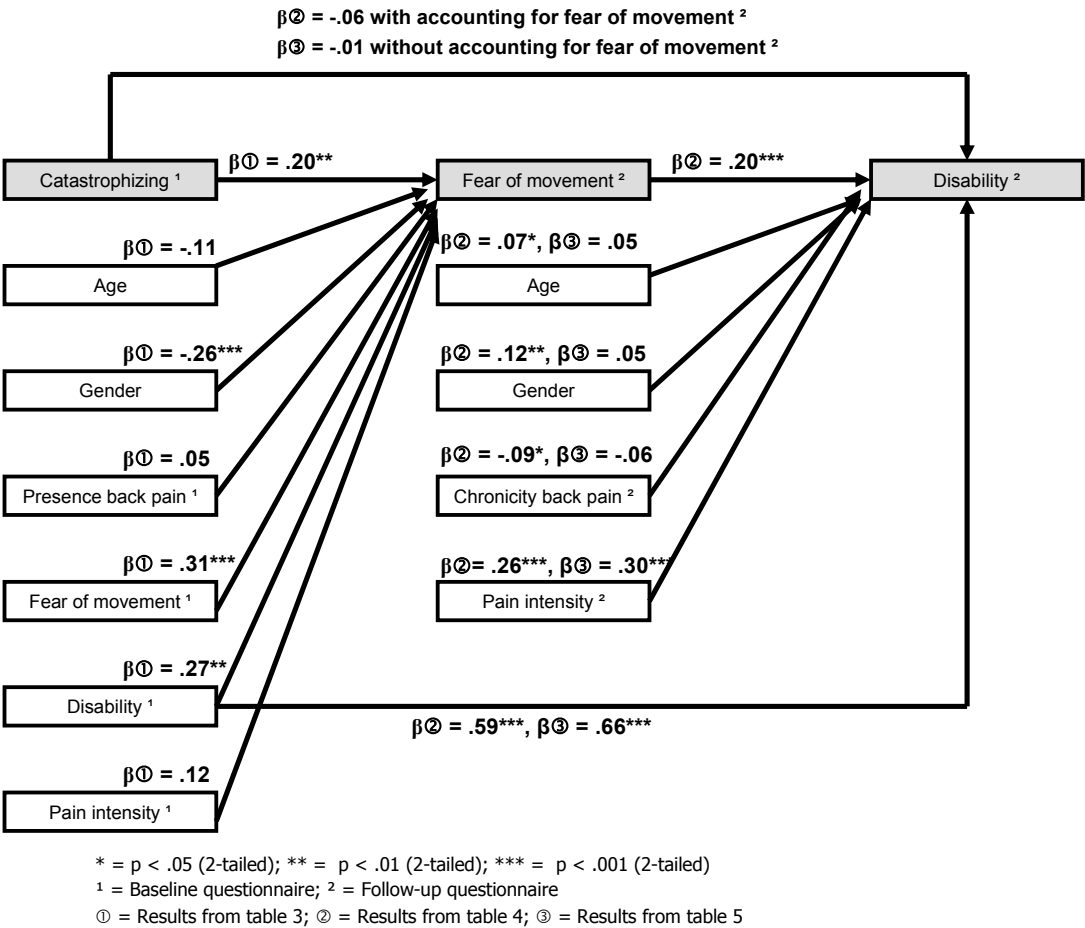 β② = -.06 with accounting for fear of movement ²
β③ = -.01 without accounting for fear of movement ²
β① = .20**
β② = .20***
Catastrophizing ¹
Fear of movement ²
Disability ²
β① = -.11
β② = .07*, β③ = .05
Age
Age
β① = -.26***
β② = .12**, β③ = .05
Gender
Gender
β① = .05
β② = -.09*, β③ = -.06
Presence back pain ¹
Chronicity back pain ²
β① = .31***
β②= .26***, β③ = .30***
Fear of movement ¹
Pain intensity ²
β① = .27**
Disability ¹
β② = .59***, β③ = .66***
β① = .12
Pain intensity ¹
* = p < .05 (2-tailed); ** = p < .01 (2-tailed); *** = p < .001 (2-tailed)
¹ = Baseline questionnaire; ² = Follow-up questionnaire
① = Results from table 3; ② = Results from table 4; ③ = Results from table 5